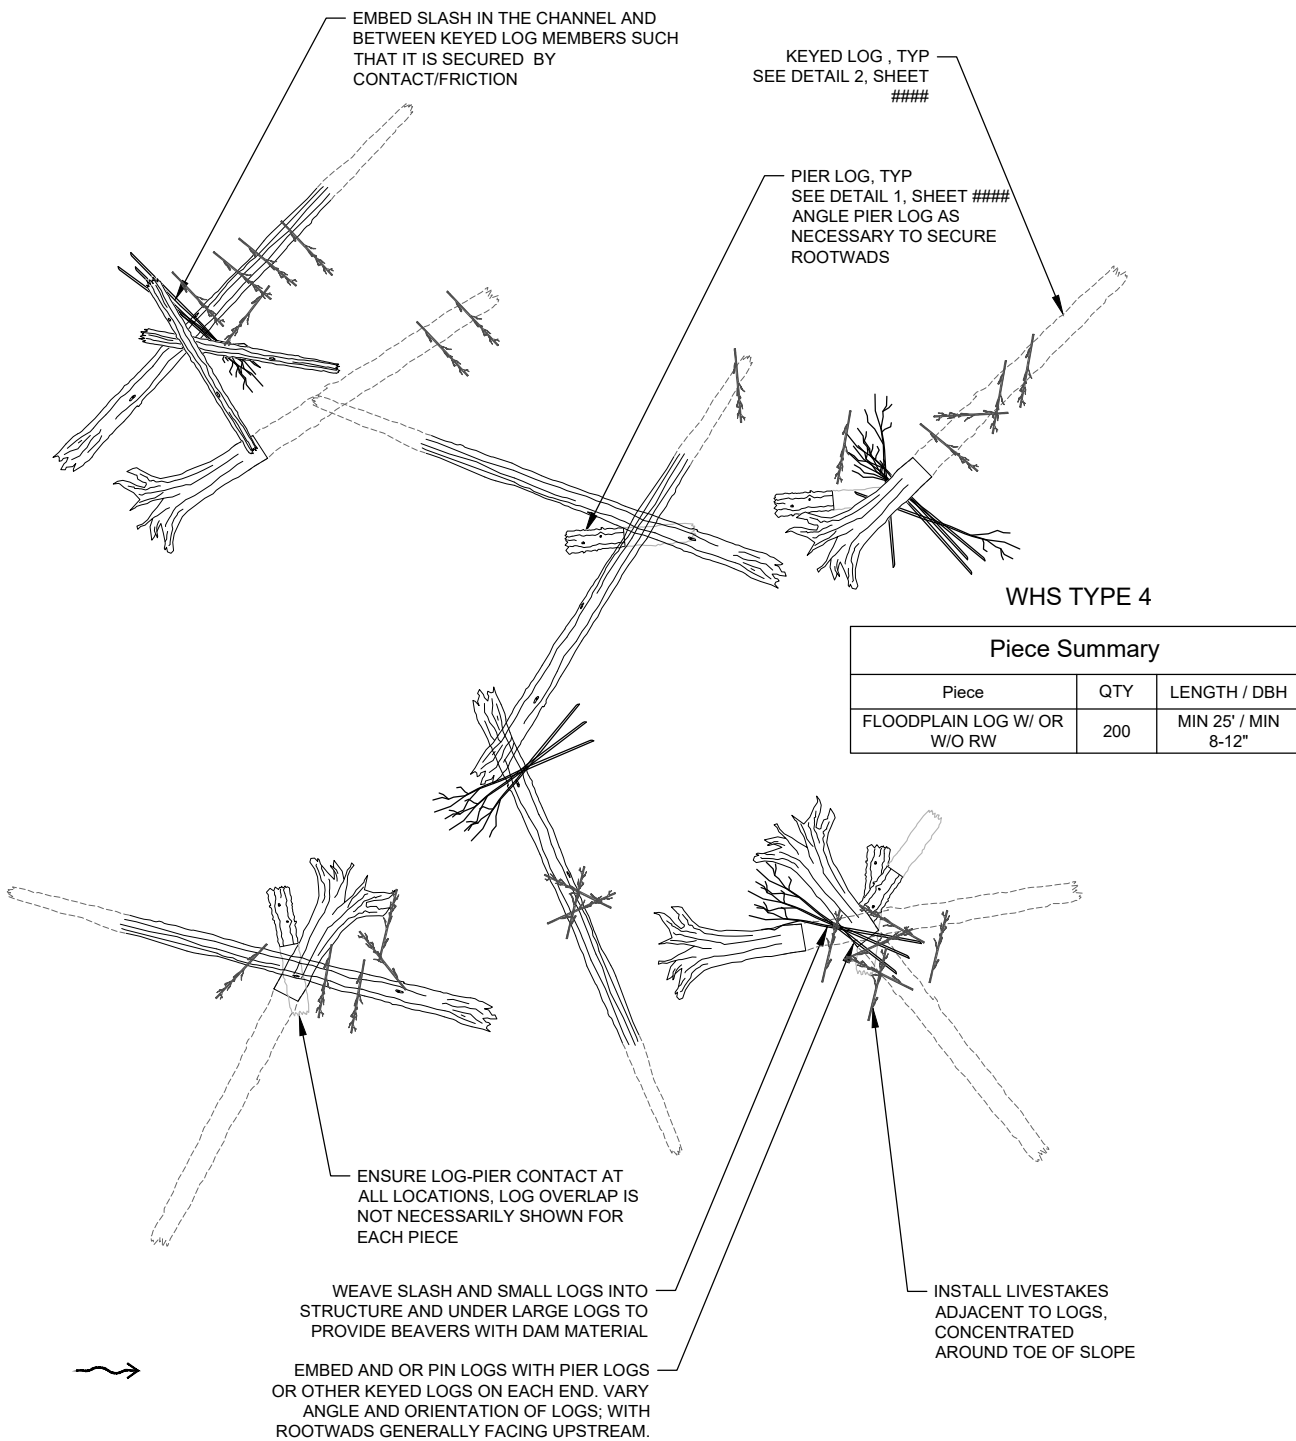 EMBED SLASH IN THE CHANNEL AND
BETWEEN KEYED LOG MEMBERS SUCH
THAT IT IS SECURED BY
CONTACT/FRICTION
KEYED LOG , TYP
SEE DETAIL 2, SHEET
####
PIER LOG, TYP
SEE DETAIL 1, SHEET ####
ANGLE PIER LOG AS
NECESSARY TO SECURE
ROOTWADS
WHS TYPE 4
Piece Summary
Piece QTY LENGTH / DBH
FLOODPLAIN LOG W/ OR
W/O RW
200
MIN 25' / MIN
8-12"
ENSURE LOG-PIER CONTACT AT
ALL LOCATIONS, LOG OVERLAP IS
NOT NECESSARILY SHOWN FOR
EACH PIECE
WEAVE SLASH AND SMALL LOGS INTO
STRUCTURE AND UNDER LARGE LOGS TO
PROVIDE BEAVERS WITH DAM MATERIAL
INSTALL LIVESTAKES
ADJACENT TO LOGS,
CONCENTRATED
AROUND TOE OF SLOPE
EMBED AND OR PIN LOGS WITH PIER LOGS
OR OTHER KEYED LOGS ON EACH END. VARY
ANGLE AND ORIENTATION OF LOGS; WITH
ROOTWADS GENERALLY FACING UPSTREAM.